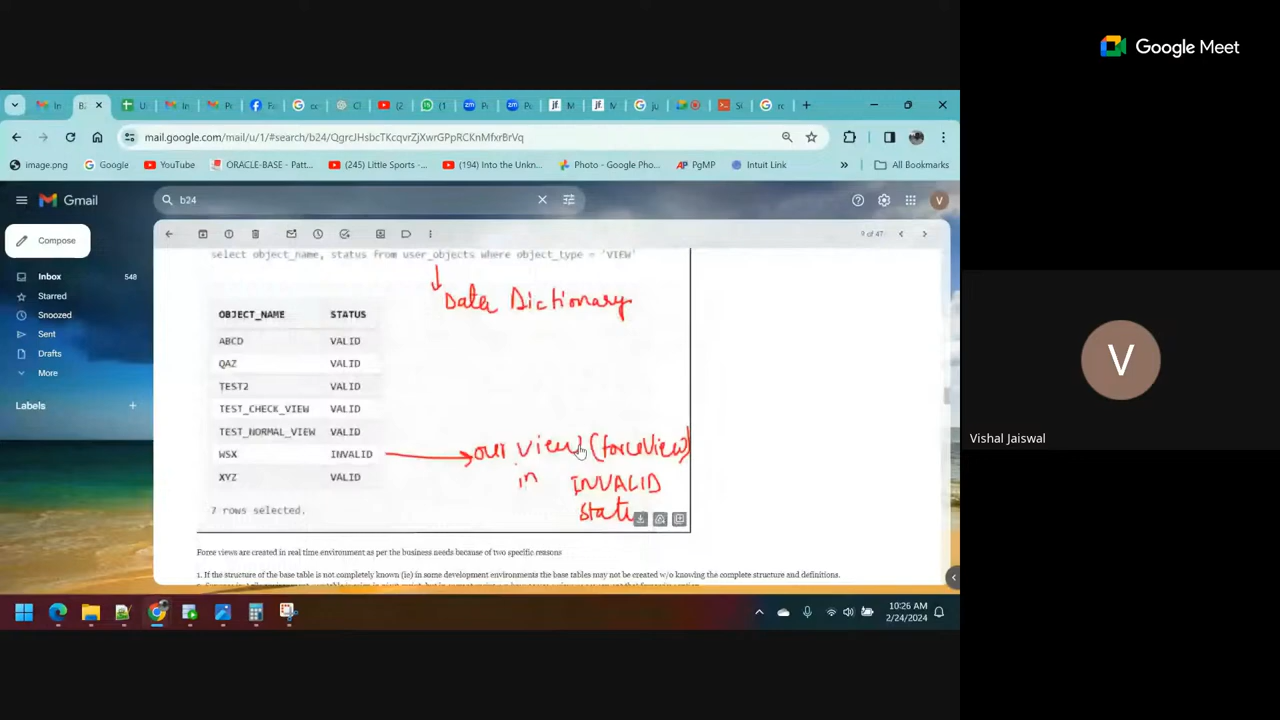 Google Meet
B2
mail.google.com/mail/u/1/#search/b24/QgrcJHsbcTKcqvrZjXwrGPpRCKnMfxrBrVq
image.png
Google
YouTube
ORACLE-BASE - Patt...
(245) Little Sports -...
(194) Into the Unkn...
Photo - Google Pho...
PgMP
Intuit Link
All Bookmarks
Gmail
b24
V
Compose
9 of 47
Inbox 548
Starred
Snoozed
Sent
Drafts
More
Labels
select object_name, status from user_objects where object_type = 'VIEW'
Data Dictionary
OBJECT_NAME STATUS
ABCD VALID
QAZ VALID
TEST2 VALID
TEST_CHECK_VIEW VALID
TEST_NORMAL_VIEW VALID
WSX INVALID
our view (forceView)
in INVALID
state
XYZ VALID
7 rows selected.
Force views are created in real time environment as per the business needs because of two specific reasons
1. If the structure of the base table is not completely known (ie) in some development environments the base tables may not be created w/o knowing the complete structure and definitions.
V
Vishal Jaiswal
10:26 AM
2/24/2024